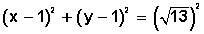 (x − 1)² + (y − 1)² = (√13)²